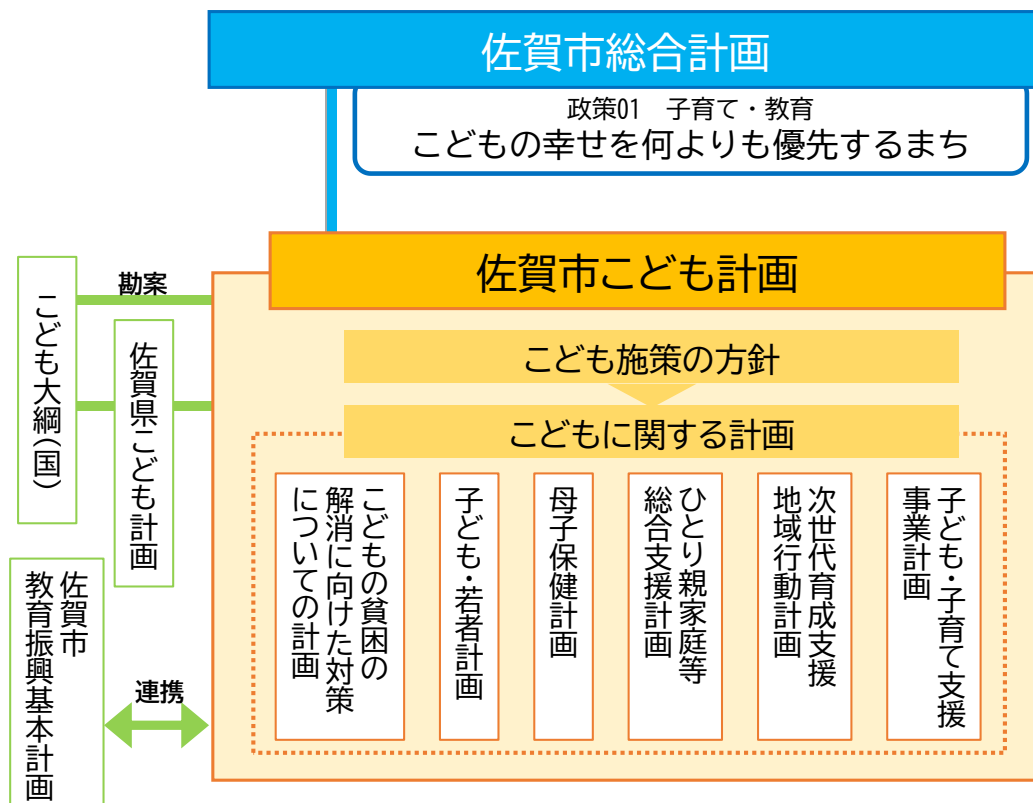 佐賀市総合計画
政策01　子育て・教育
こどもの幸せを何よりも優先するまち
佐賀市こども計画
勘案
こども大綱(国)
佐賀県こども計画
こども施策の方針
こどもに関する計画
子ども・子育て支援
事業計画
次世代育成支援
地域行動計画
ひとり親家庭等
総合支援計画
母子保健計画
子ども・若者計画
こどもの貧困の
解消に向けた対策
についての計画
佐賀市
教育振興基本計画
連携